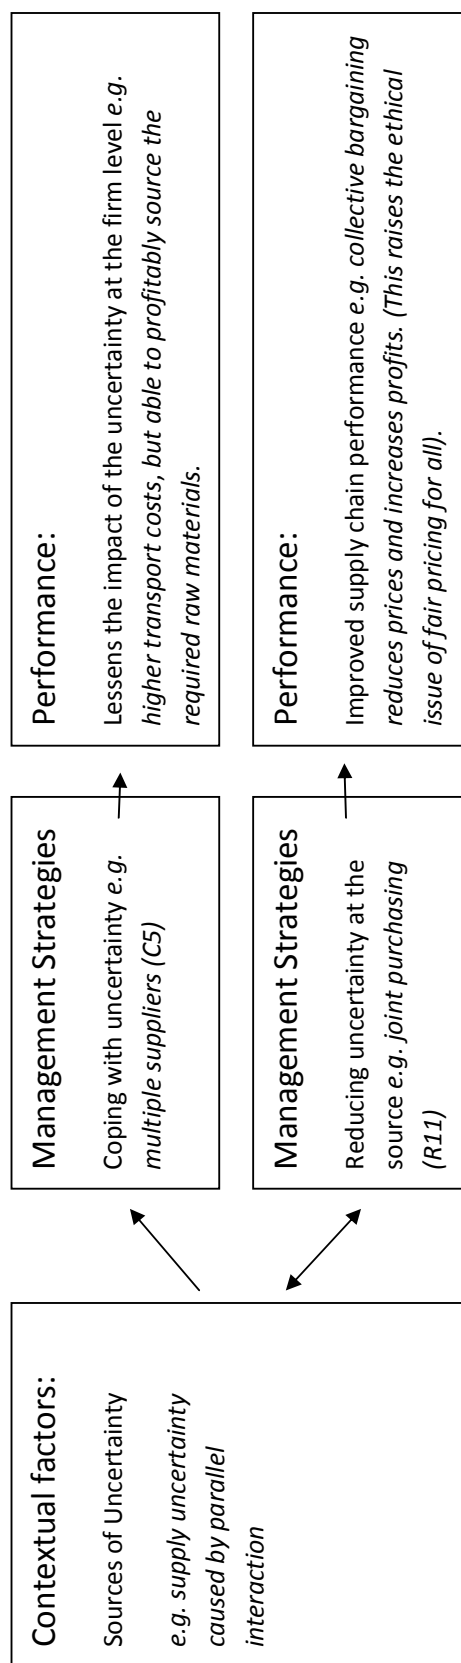 Contextual factors:
Sources of Uncertainty
e.g. supply uncertainty
caused by parallel
interaction
Management Strategies
Coping with uncertainty e.g.
multiple suppliers (C5)
Performance:
Lessens the impact of the uncertainty at the firm level e.g.
higher transport costs, but able to profitably source the
required raw materials.
Management Strategies
Reducing uncertainty at the
source e.g. joint purchasing
(R11)
Performance:
Improved supply chain performance e.g. collective bargaining
reduces prices and increases profits. (This raises the ethical
issue of fair pricing for all).